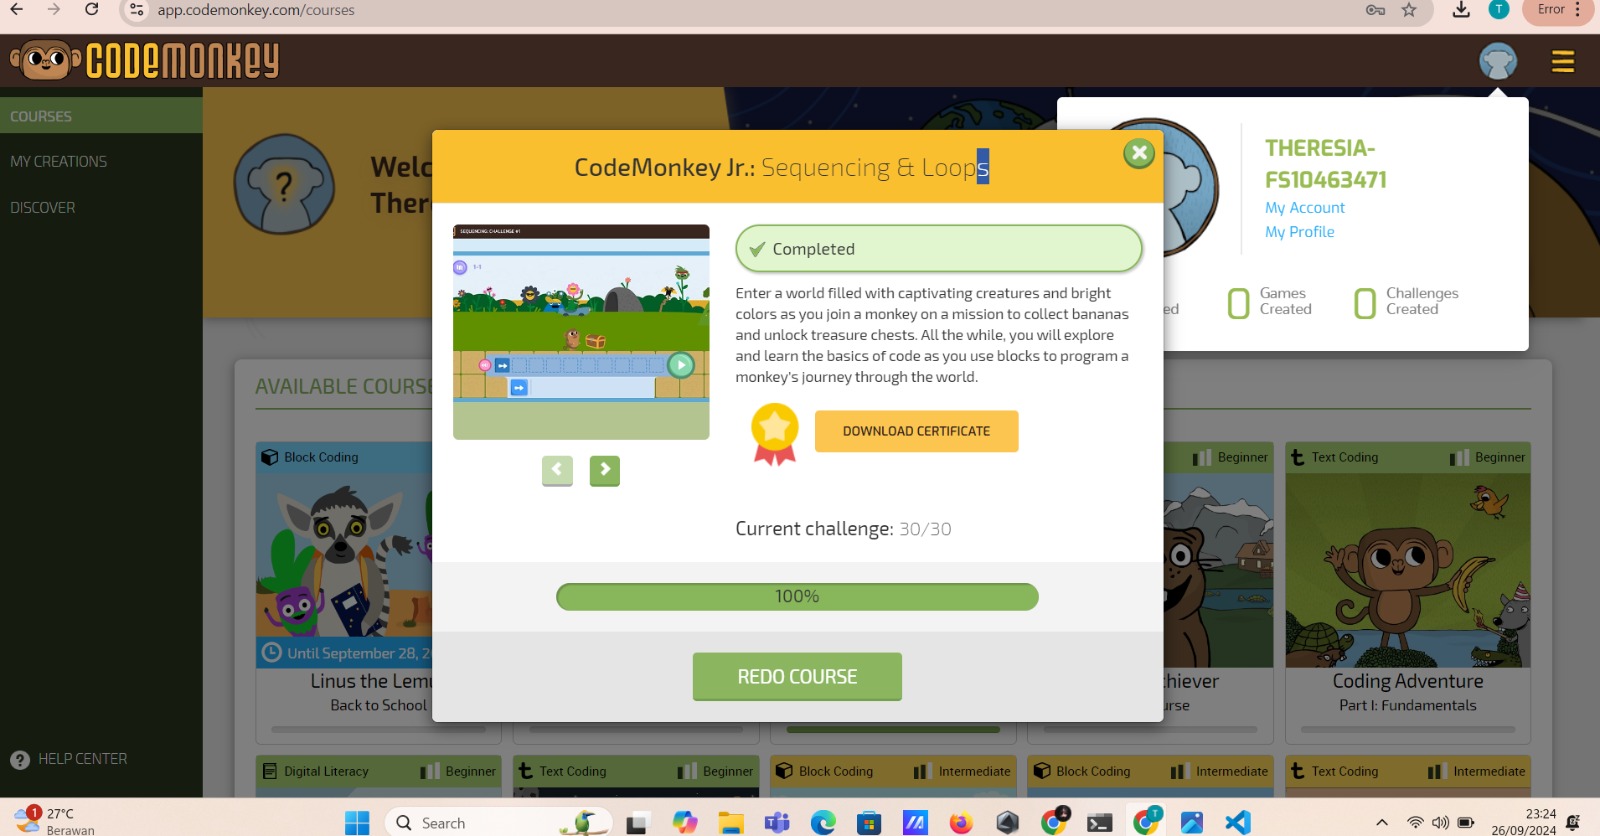 app.codemonkey.com/courses
T
Error
CODEMONKEY
COURSES
MY CREATIONS
DISCOVER
HELP CENTER
?
Welc
Ther
THERESIA-
FS10463471
My Account
My Profile
ed
0 Games Created
0 Challenges Created
CodeMonkey Jr.: Sequencing & Loops
SEQUENCING: CHALLENGE #1
1-1
Completed
Enter a world filled with captivating creatures and bright
colors as you join a monkey on a mission to collect bananas
and unlock treasure chests. All the while, you will explore
and learn the basics of code as you use blocks to program a
monkey's journey through the world.
DOWNLOAD CERTIFICATE
Current challenge: 30/30
100%
REDO COURSE
AVAILABLE COURSE
Block Coding
Until September 28, 2
Linus the Lemu
Back to School
Beginner
hiever
urse
Text Coding Beginner
Coding Adventure
Part I: Fundamentals
Digital Literacy Beginner
Text Coding Beginner
Block Coding Intermediate
Block Coding Intermediate
Text Coding Intermediate
1
27°C
Berawan
Search
T
23:24
26/09/2024